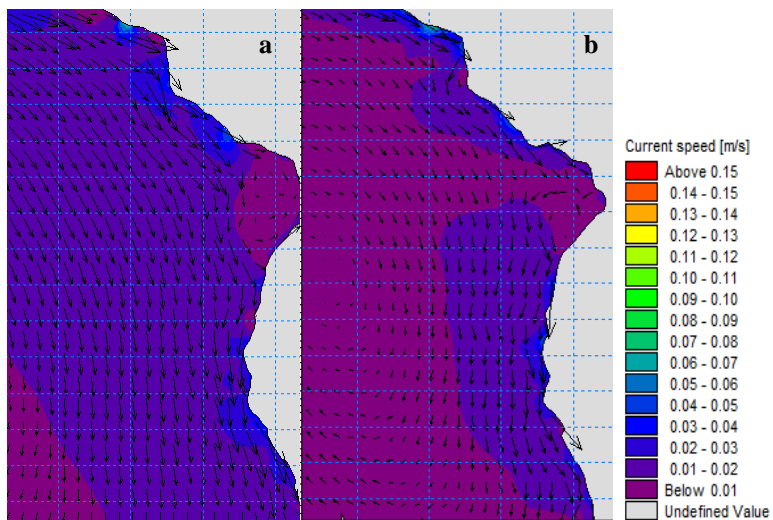 a
b
Current speed [m/s]
Above 0.15
0.14 - 0.15
0.13 - 0.14
0.12 - 0.13
0.11 - 0.12
0.10 - 0.11
0.09 - 0.10
0.08 - 0.09
0.07 - 0.08
0.06 - 0.07
0.05 - 0.06
0.04 - 0.05
0.03 - 0.04
0.02 - 0.03
0.01 - 0.02
Below 0.01
Undefined Value